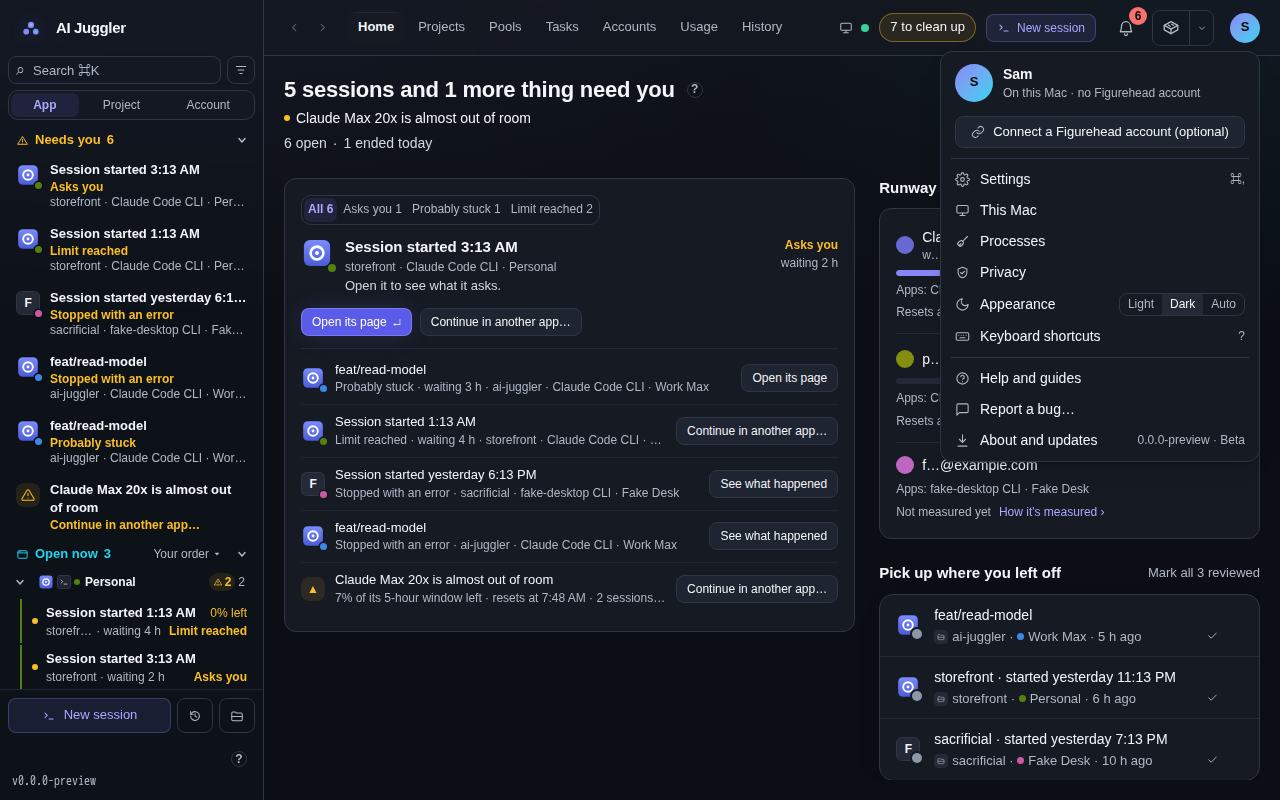 AI Juggler
Search ⌘K
App Project Account
Needs you 6
Session started 3:13 AM
Asks you
storefront · Claude Code CLI · Per…
Session started 1:13 AM
Limit reached
storefront · Claude Code CLI · Per…
F
Session started yesterday 6:1…
Stopped with an error
sacrificial · fake-desktop CLI · Fak…
feat/read-model
Stopped with an error
ai-juggler · Claude Code CLI · Wor…
feat/read-model
Probably stuck
ai-juggler · Claude Code CLI · Wor…
Claude Max 20x is almost out of room
Continue in another app…
Open now 3 Your order
Personal 2 2
Session started 1:13 AM 0% left
storefr… · waiting 4 h Limit reached
Session started 3:13 AM
storefront · waiting 2 h Asks you
New session
?
v0.0.0-preview
Home Projects Pools Tasks Accounts Usage History
7 to clean up
New session
6
S
5 sessions and 1 more thing need you ?
Claude Max 20x is almost out of room
6 open · 1 ended today
All 6 Asks you 1 Probably stuck 1 Limit reached 2
Session started 3:13 AM Asks you
storefront · Claude Code CLI · Personal waiting 2 h
Open it to see what it asks.
Open its page Continue in another app…
feat/read-model
Probably stuck · waiting 3 h · ai-juggler · Claude Code CLI · Work Max
Open its page
Session started 1:13 AM
Limit reached · waiting 4 h · storefront · Claude Code CLI · …
Continue in another app…
F
Session started yesterday 6:13 PM
Stopped with an error · sacrificial · fake-desktop CLI · Fake Desk
See what happened
feat/read-model
Stopped with an error · ai-juggler · Claude Code CLI · Work Max
See what happened
Claude Max 20x is almost out of room
7% of its 5-hour window left · resets at 7:48 AM · 2 sessions…
Continue in another app…
Runway
Cla
w…
Apps: Cl
Resets a
p…
Apps: Cl
Resets a
f…@example.com
Apps: fake-desktop CLI · Fake Desk
Not measured yet How it's measured ›
S
Sam
On this Mac · no Figurehead account
Connect a Figurehead account (optional)
Settings ⌘,
This Mac
Processes
Privacy
Appearance Light Dark Auto
Keyboard shortcuts ?
Help and guides
Report a bug…
About and updates 0.0.0-preview · Beta
Pick up where you left off Mark all 3 reviewed
feat/read-model
ai-juggler · Work Max · 5 h ago
storefront · started yesterday 11:13 PM
storefront · Personal · 6 h ago
F
sacrificial · started yesterday 7:13 PM
sacrificial · Fake Desk · 10 h ago